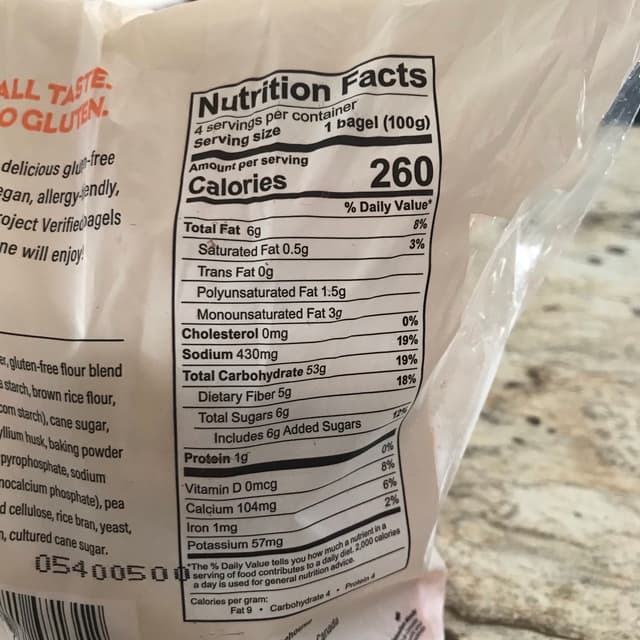 ALL TASTE.
O GLUTEN.
delicious glu-free
egan, allergy-endly,
oject Verified agels
ne will enjoy!
er, gluten-free flour blend
starch, brown rice flour,
corn starch), cane sugar,
yllium husk, baking powder
pyrophosphate, sodium
nocalcium phosphate), pea
d cellulose, rice bran, yeast,
n, cultured cane sugar.
05400500
Nutrition Facts
4 servings per container
Serving size 1 bagel (100g)
Amount per serving
Calories 260
% Daily Value*
Total Fat 6g 8%
Saturated Fat 0.5g 3%
Trans Fat 0g
Polyunsaturated Fat 1.5g
Monounsaturated Fat 3g
Cholesterol 0mg 0%
Sodium 430mg 19%
Total Carbohydrate 53g 19%
Dietary Fiber 5g 18%
Total Sugars 6g
Includes 6g Added Sugars 12%
Protein 1g
Vitamin D 0mcg 0%
Calcium 104mg 8%
Iron 1mg 6%
Potassium 57mg 2%
*The % Daily Value tells you how much a nutrient in a
serving of food contributes to a daily diet. 2,000 calories
a day is used for general nutrition advice.
Calories per gram:
Fat 9 • Carbohydrate 4 • Protein 4